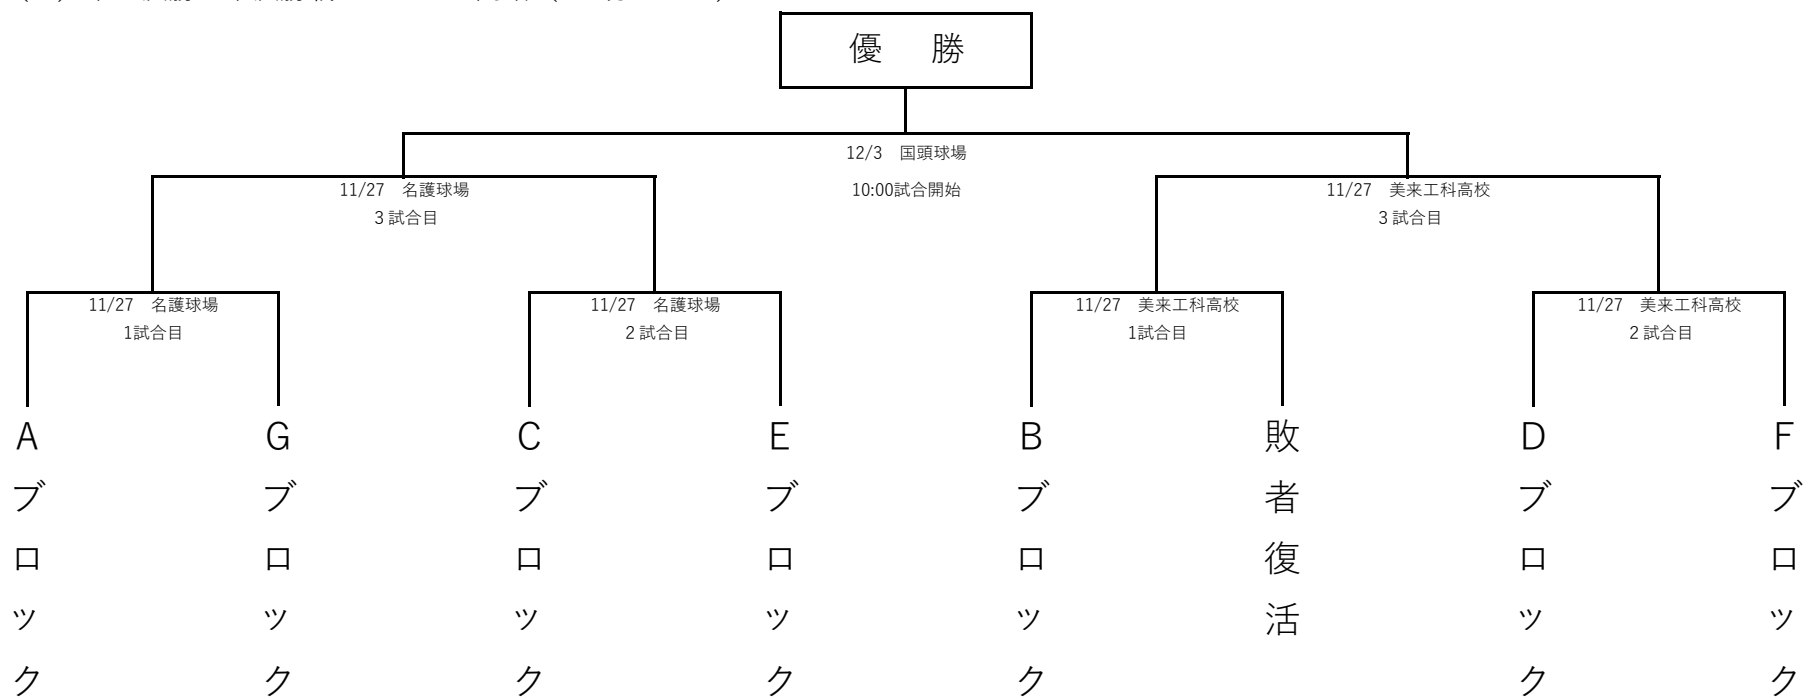 優 勝
12/3 国頭球場
10:00試合開始
11/27 名護球場
3試合目
11/27 美来工科高校
3試合目
11/27 名護球場
1試合目
11/27 名護球場
2試合目
11/27 美来工科高校
1試合目
11/27 美来工科高校
2試合目
Aブロック
Gブロック
Cブロック
Eブロック
Bブロック
敗者復活
Dブロック
Fブロック